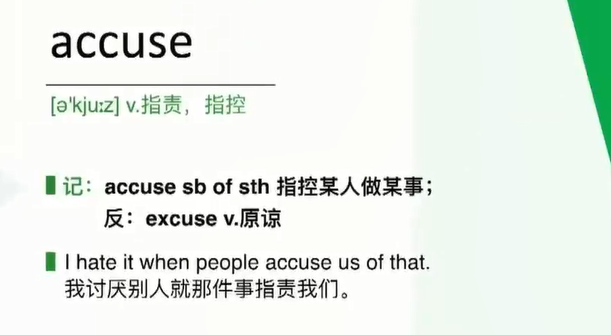 accuse
[ə'kjuːz] v.指责，指控
记：accuse sb of sth 指控某人做某事；
反：excuse v.原谅
I hate it when people accuse us of that.
我讨厌别人就那件事指责我们。